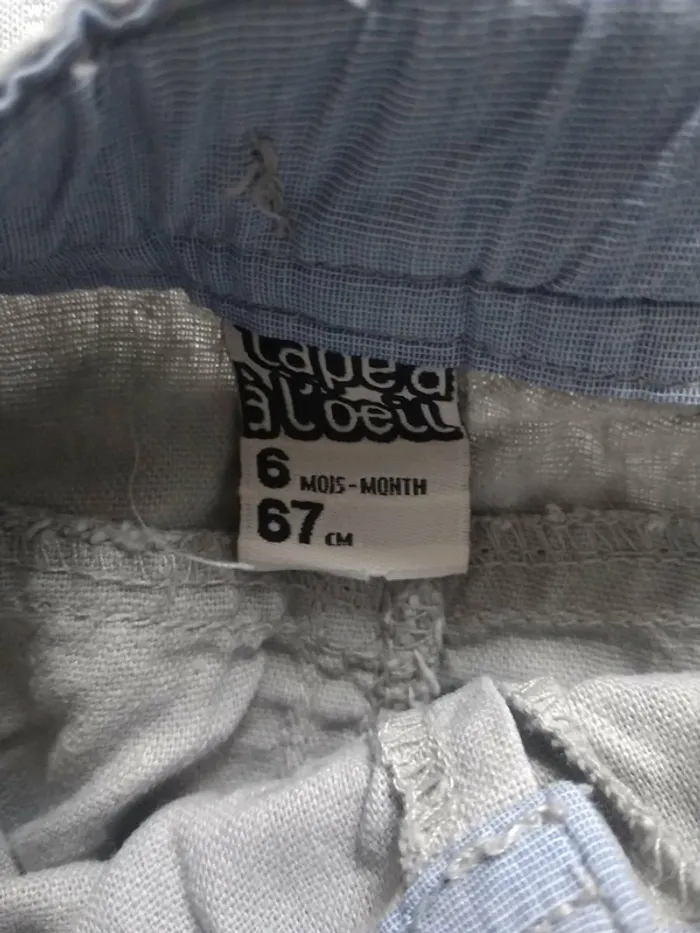 tape à
à l'oeil
6 MOIS-MONTH
67 CM